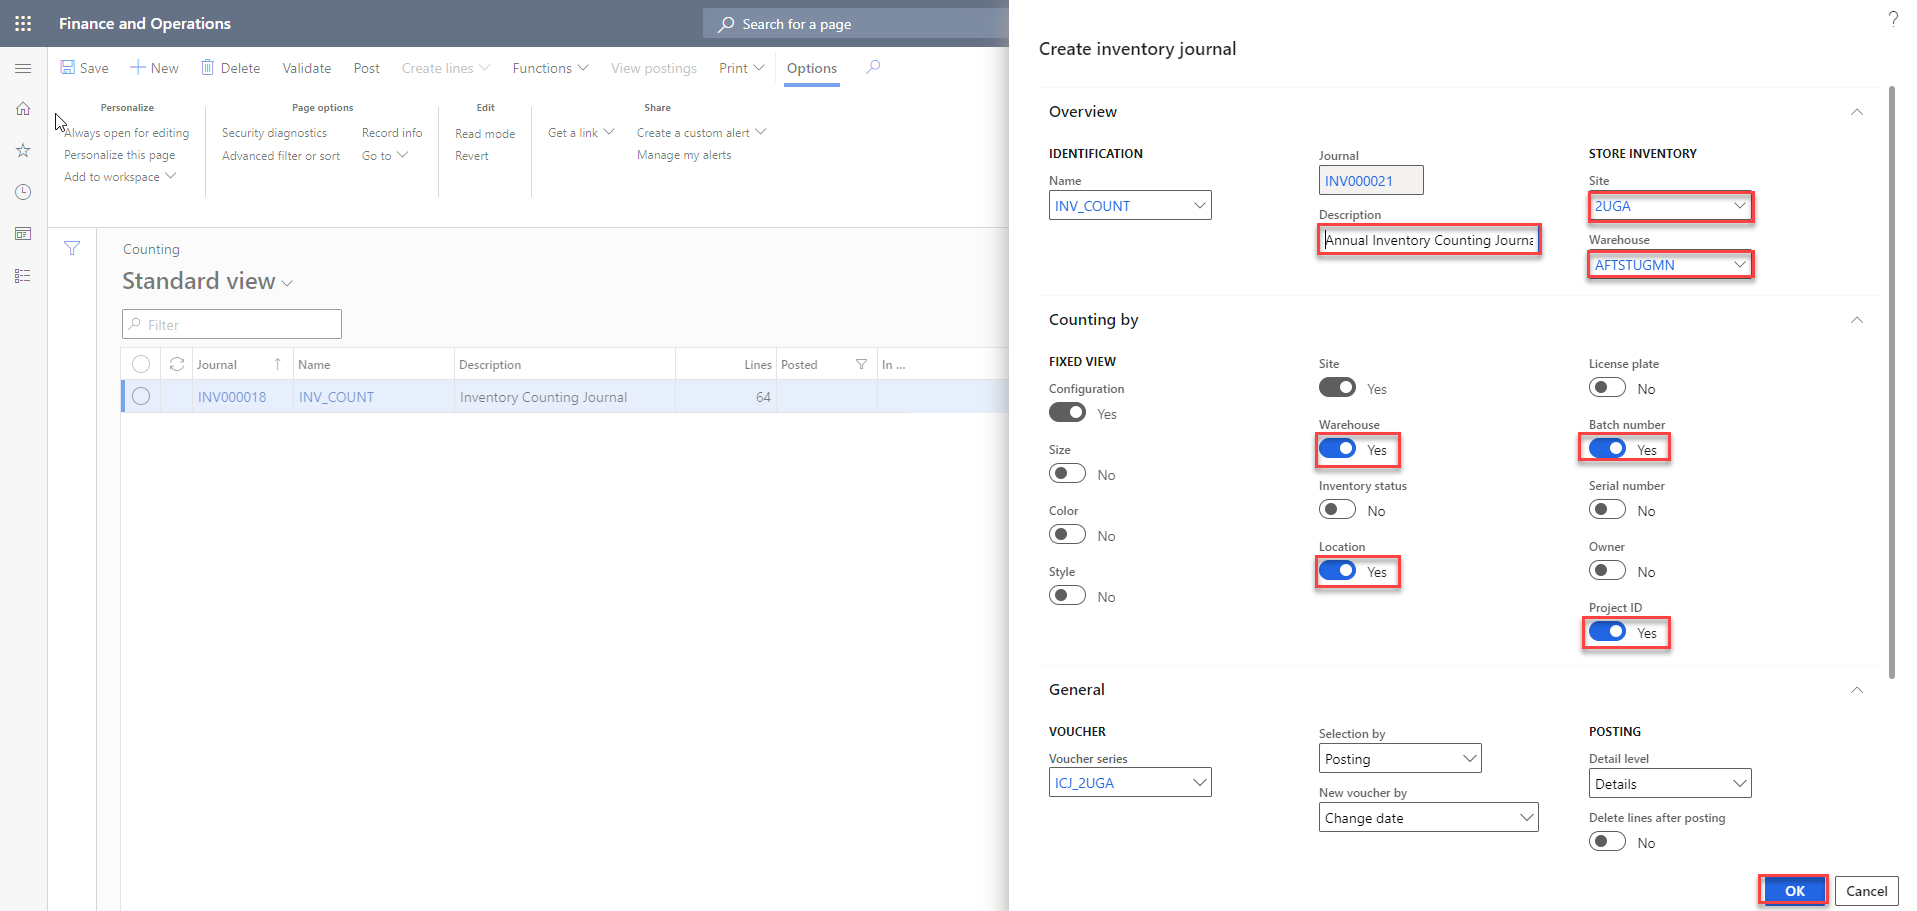 Finance and Operations
Search for a page
?
Save
New
Delete
Validate
Post
Create lines
Functions
View postings
Print
Options
Personalize
Always open for editing
Personalize this page
Add to workspace
Page options
Security diagnostics
Record info
Advanced filter or sort
Go to
Edit
Read mode
Revert
Get a link
Share
Create a custom alert
Manage my alerts
Counting
Standard view
Filter
Journal
Name
Description
Lines
Posted
In ...
INV000018
INV_COUNT
Inventory Counting Journal
64
Create inventory journal
Overview
IDENTIFICATION
Name
INV_COUNT
Journal
INV000021
Description
Annual Inventory Counting Journa
STORE INVENTORY
Site
2UGA
Warehouse
AFTSTUGMN
Counting by
FIXED VIEW
Configuration
Yes
Size
No
Color
No
Style
No
Site
Yes
Warehouse
Yes
Inventory status
No
Location
Yes
License plate
No
Batch number
Yes
Serial number
No
Owner
No
Project ID
Yes
General
VOUCHER
Voucher series
ICJ_2UGA
Selection by
Posting
New voucher by
Change date
POSTING
Detail level
Details
Delete lines after posting
No
OK
Cancel